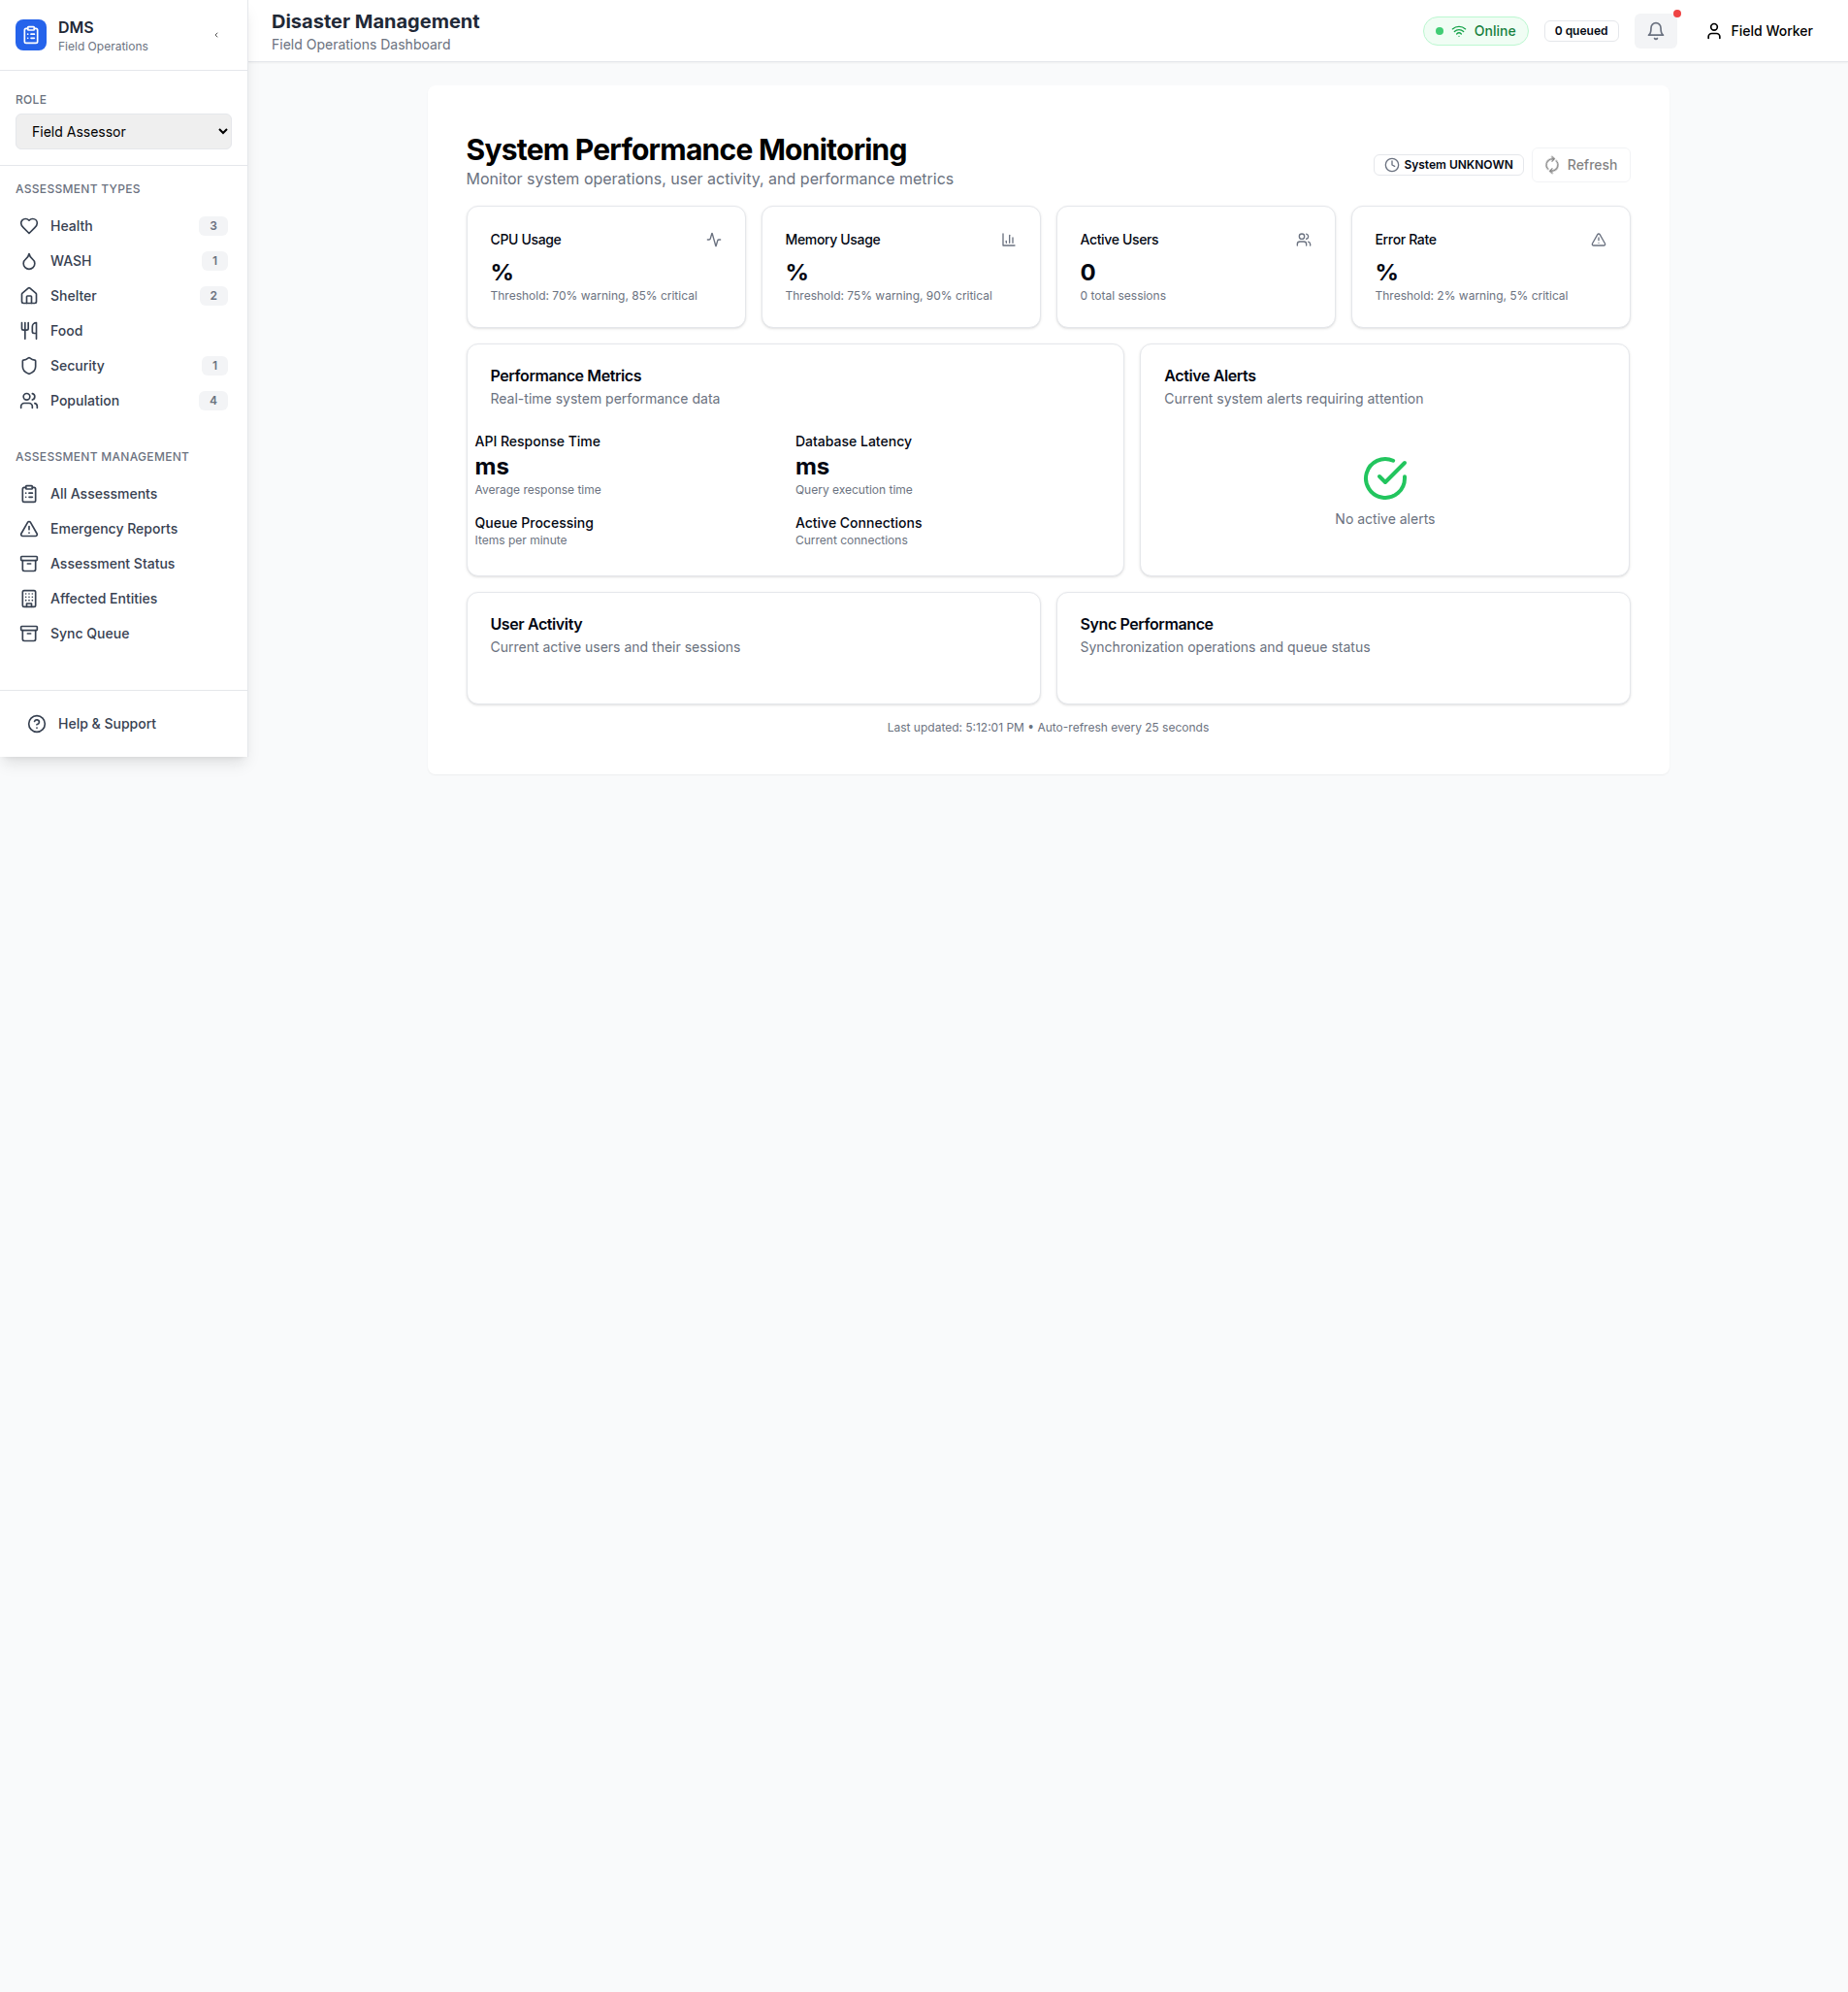 DMS
Field Operations
ROLE
Field Assessor
ASSESSMENT TYPES
Health 3
WASH 1
Shelter 2
Food
Security 1
Population 4
ASSESSMENT MANAGEMENT
All Assessments
Emergency Reports
Assessment Status
Affected Entities
Sync Queue
Help & Support
Disaster Management
Field Operations Dashboard
Online
0 queued
Field Worker
System Performance Monitoring
Monitor system operations, user activity, and performance metrics
System UNKNOWN
Refresh
CPU Usage
%
Threshold: 70% warning, 85% critical
Memory Usage
%
Threshold: 75% warning, 90% critical
Active Users
0
0 total sessions
Error Rate
%
Threshold: 2% warning, 5% critical
Performance Metrics
Real-time system performance data
API Response Time
ms
Average response time
Database Latency
ms
Query execution time
Queue Processing
Items per minute
Active Connections
Current connections
Active Alerts
Current system alerts requiring attention
No active alerts
User Activity
Current active users and their sessions
Sync Performance
Synchronization operations and queue status
Last updated: 5:12:01 PM • Auto-refresh every 25 seconds